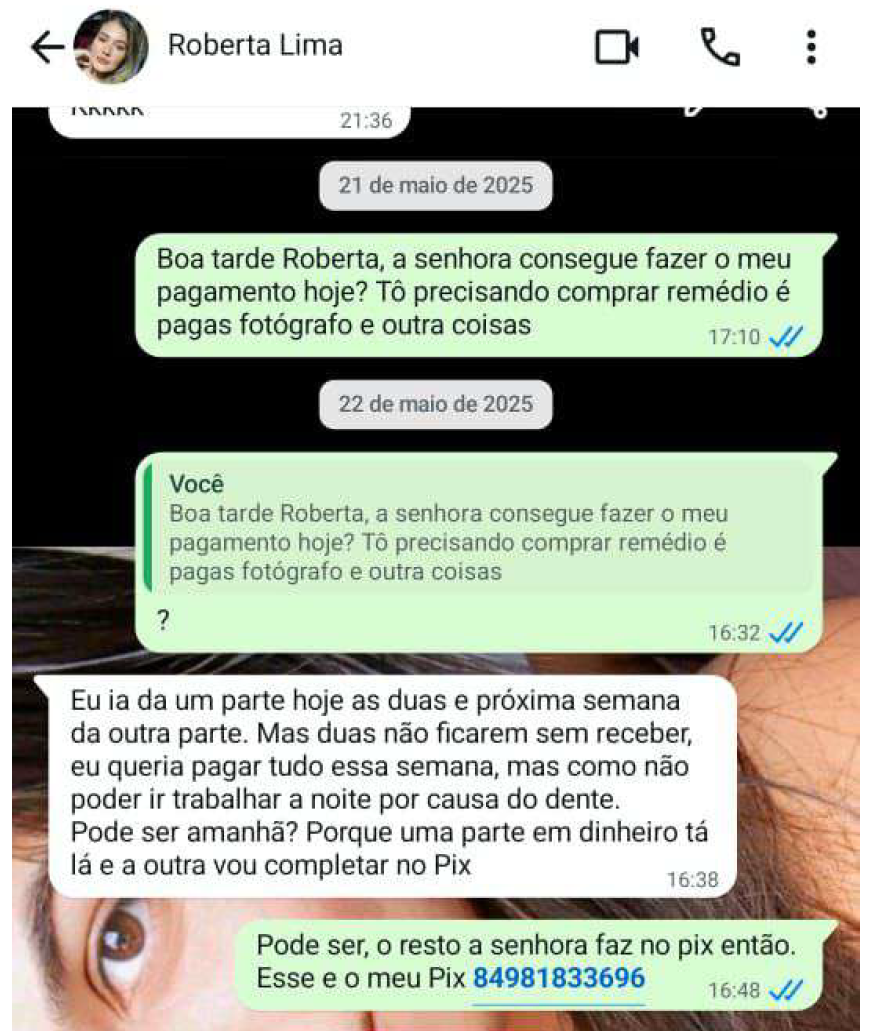 Roberta Lima
21:36
21 de maio de 2025
Boa tarde Roberta, a senhora consegue fazer o meu
pagamento hoje? Tô precisando comprar remédio é
pagas fotógrafo e outra coisas
17:10
22 de maio de 2025
Você
Boa tarde Roberta, a senhora consegue fazer o meu
pagamento hoje? Tô precisando comprar remédio é
pagas fotógrafo e outra coisas
?
16:32
Eu ia da um parte hoje as duas e próxima semana
da outra parte. Mas duas não ficarem sem receber,
eu queria pagar tudo essa semana, mas como não
poder ir trabalhar a noite por causa do dente.
Pode ser amanhã? Porque uma parte em dinheiro tá
lá e a outra vou completar no Pix
16:38
Pode ser, o resto a senhora faz no pix então.
Esse e o meu Pix 84981833696
16:48